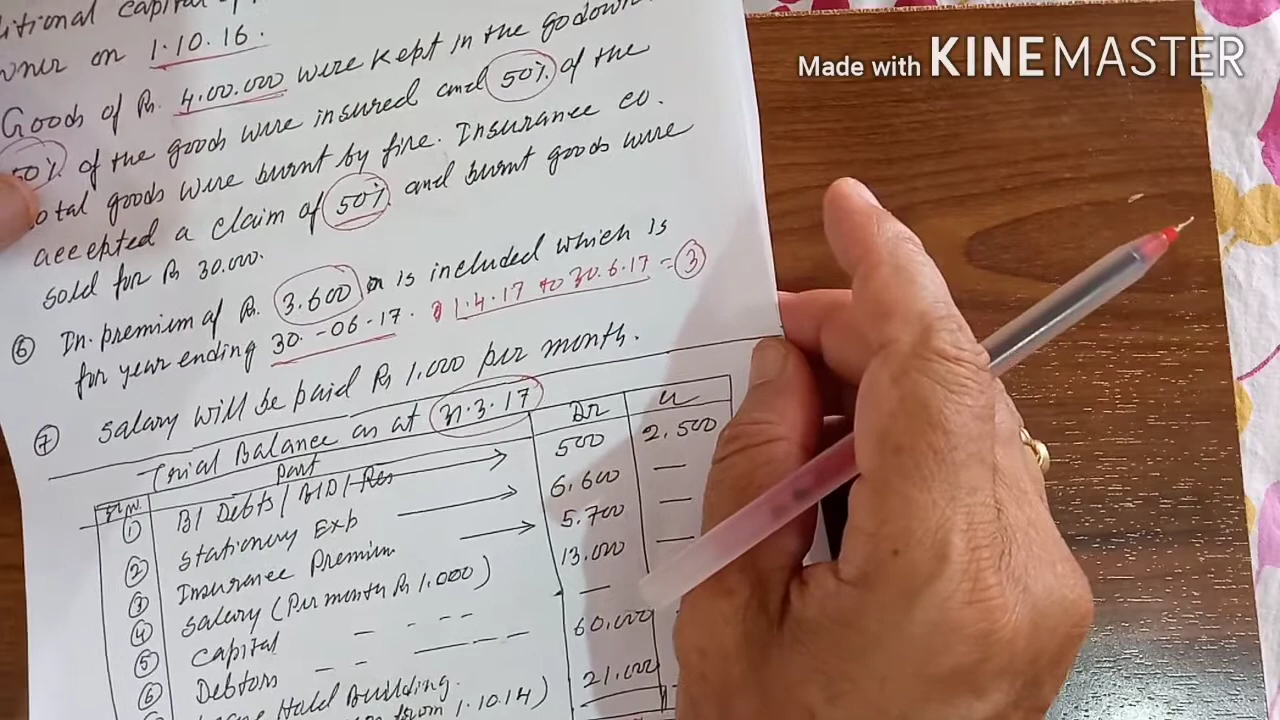 itional capital
wner on 1.10.16.
Goods of Rs. 4.00.000 were kept in the godown
50% of the goods were insured and 50% of the
total goods were burnt by fire. Insurance co.
accepted a claim of 50% and burnt goods were
sold for Rs 30.000.
⑥ In. premium of Rs. 3.600 is included which is
for year ending 30-06-17. 1.4.17 to 30.6.17 = ③
⑦ Salary will be paid Rs 1,000 per month.
Trial Balance as at 31.3.17
Part Dr Cr
① B/ Debts / B/D/ Res 500 2.500
② Stationery Exp 6.600 —
③ Insurance Premium 5.700 —
④ Salary (Per month Rs 1.000) 13.000 —
⑤ Capital - - - - —
⑥ Debtors - - - - - 60.000
Hold Building. 21.000
from 1.10.14)
Made with KINEMASTER